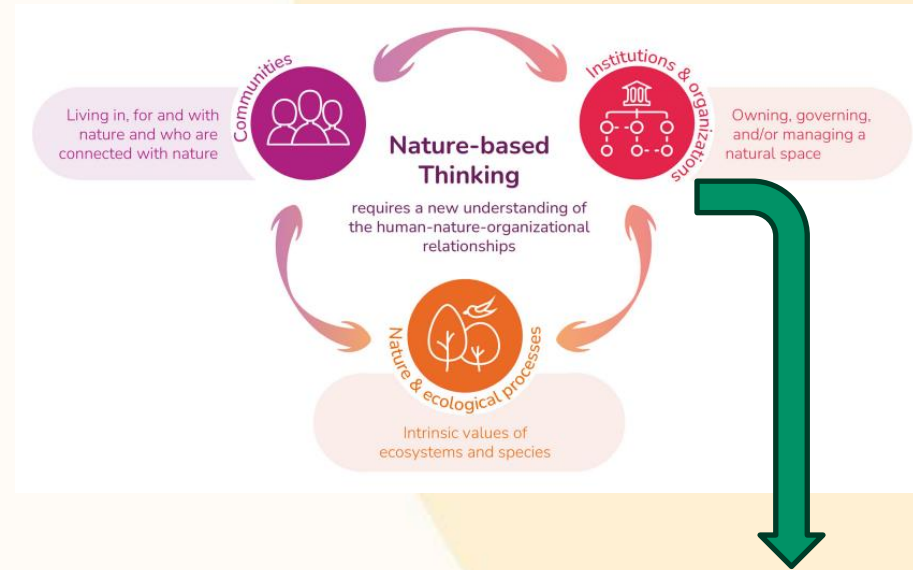 Communities
Living in, for and with
nature and who are
connected with nature
Institutions & organizations
Owning, governing,
and/or managing a
natural space
Nature-based
Thinking
requires a new understanding of
the human-nature-organizational
relationships
Nature & ecological processes
Intrinsic values of
ecosystems and species